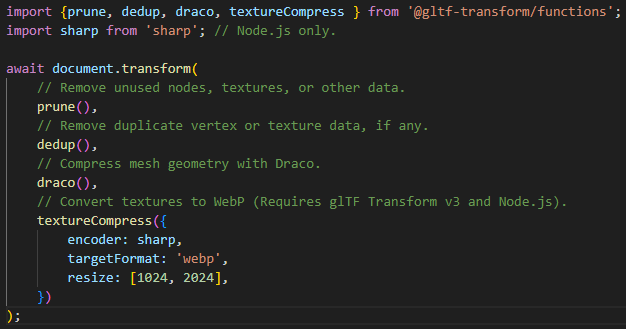 import {prune, dedup, draco, textureCompress } from '@gltf-transform/functions';
import sharp from 'sharp'; // Node.js only.
await document.transform(
// Remove unused nodes, textures, or other data.
prune(),
// Remove duplicate vertex or texture data, if any.
dedup(),
// Compress mesh geometry with Draco.
draco(),
// Convert textures to WebP (Requires glTF Transform v3 and Node.js).
textureCompress({
encoder: sharp,
targetFormat: 'webp',
resize: [1024, 2024],
})
);